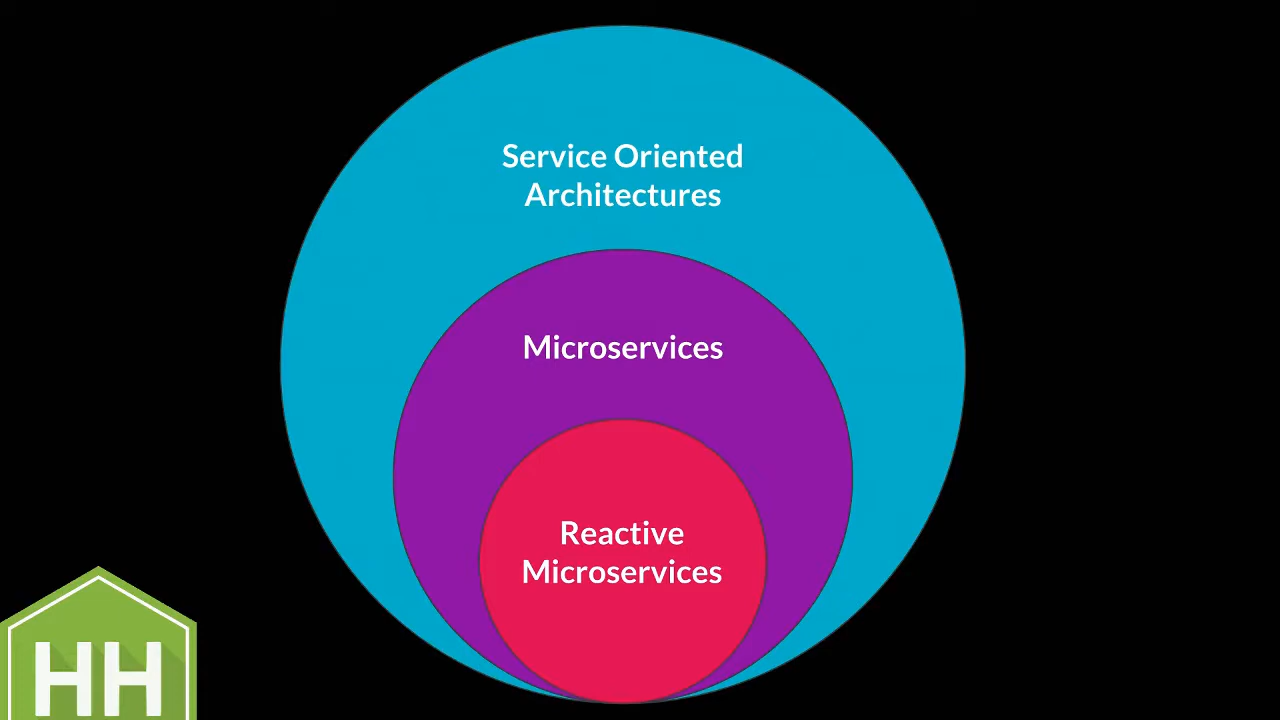 Service Oriented
Architectures
Microservices
Reactive
Microservices
HH